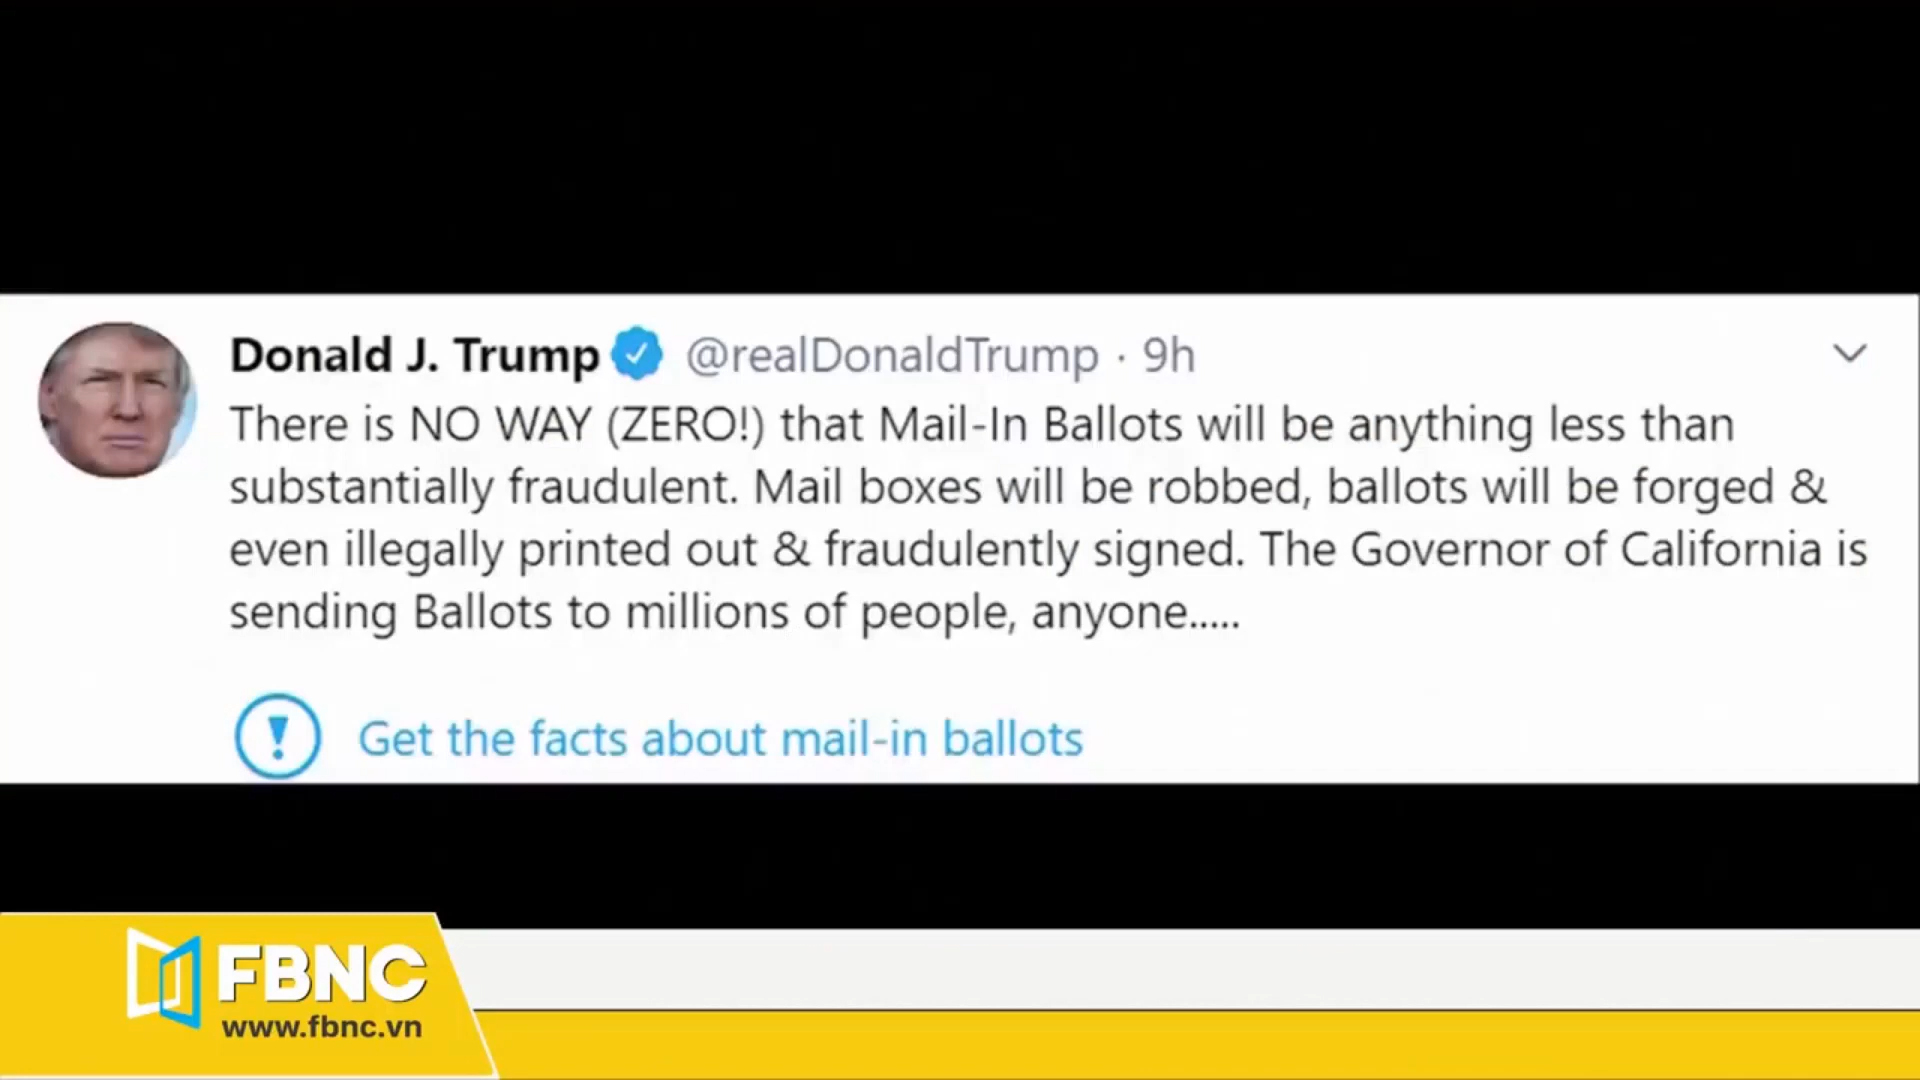 Donald J. Trump @realDonaldTrump · 9h
There is NO WAY (ZERO!) that Mail-In Ballots will be anything less than
substantially fraudulent. Mail boxes will be robbed, ballots will be forged &
even illegally printed out & fraudulently signed. The Governor of California is
sending Ballots to millions of people, anyone.....
Get the facts about mail-in ballots
FBNC
www.fbnc.vn